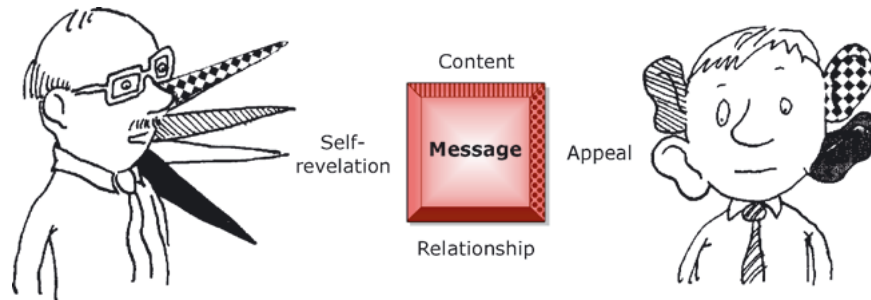 Content
Self-
revelation
Message
Appeal
Relationship